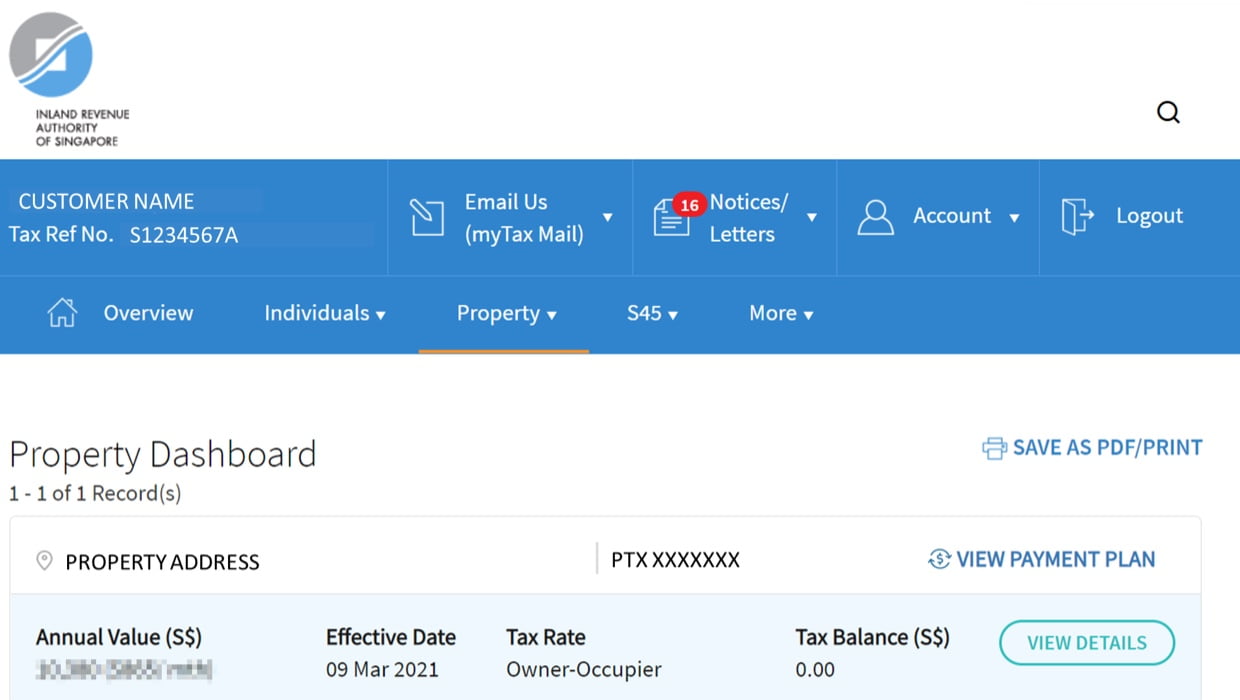 INLAND REVENUE
AUTHORITY
OF SINGAPORE
CUSTOMER NAME
Tax Ref No. S1234567A
Email Us
(myTax Mail)
16
Notices/
Letters
Account
Logout
Overview
Individuals
Property
S45
More
Property Dashboard
SAVE AS PDF/PRINT
1 - 1 of 1 Record(s)
PROPERTY ADDRESS
PTX XXXXXXX
VIEW PAYMENT PLAN
Annual Value (S$)
Effective Date
Tax Rate
Tax Balance (S$)
VIEW DETAILS
09 Mar 2021
Owner-Occupier
0.00